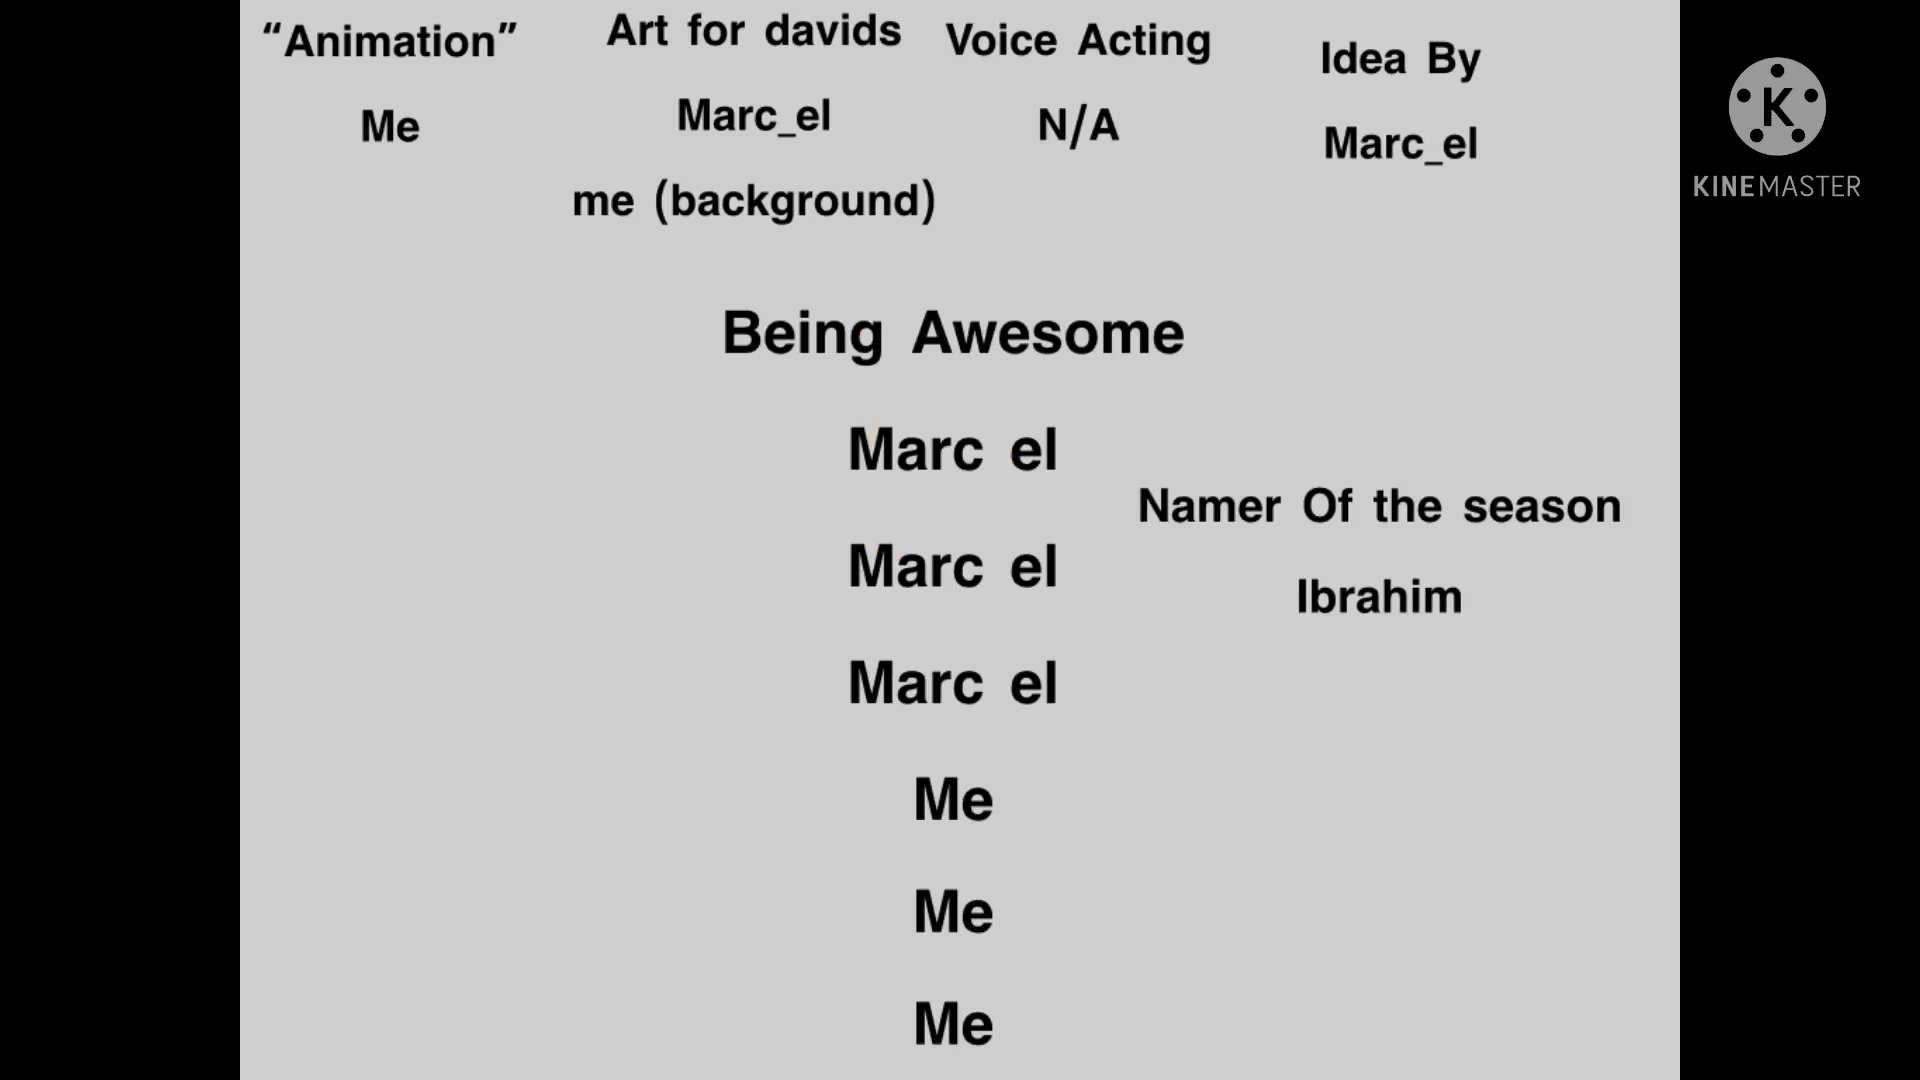 “Animation”
Me
Art for davids
Marc_el
me (background)
Voice Acting
N/A
Idea By
Marc_el
K
KINEMASTER
Being Awesome
Marc el
Marc el
Marc el
Me
Me
Me
Namer Of the season
Ibrahim